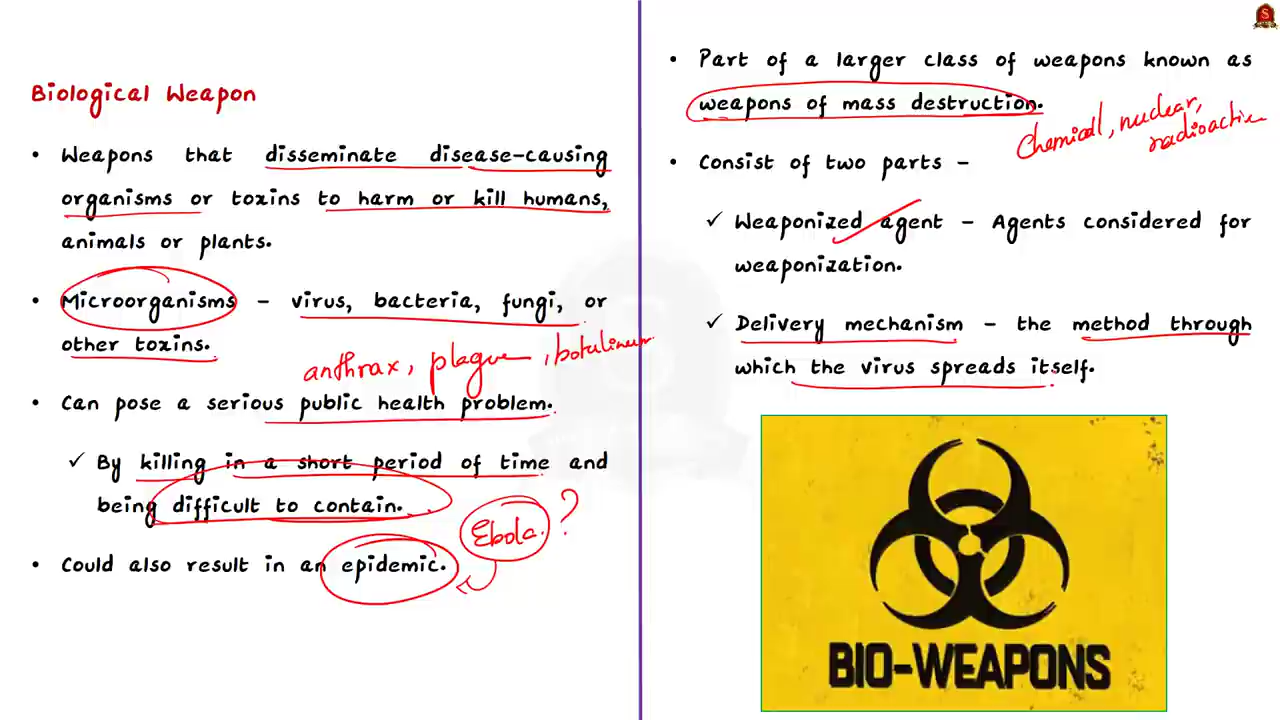 Biological Weapon
• Weapons that disseminate disease-causing
organisms or toxins to harm or kill humans,
animals or plants.
• Microorganisms – virus, bacteria, fungi, or
other toxins.
anthrax, plague, botulinum
• Can pose a serious public health problem.
✓ By killing in a short period of time and
being difficult to contain.
Ebola. ?
• Could also result in an epidemic.
• Part of a larger class of weapons known as
weapons of mass destruction.
chemical, nuclear,
radioactive
• Consist of two parts –
✓ Weaponized agent – Agents considered for
weaponization.
✓ Delivery mechanism – the method through
which the virus spreads itself.
BIO-WEAPONS